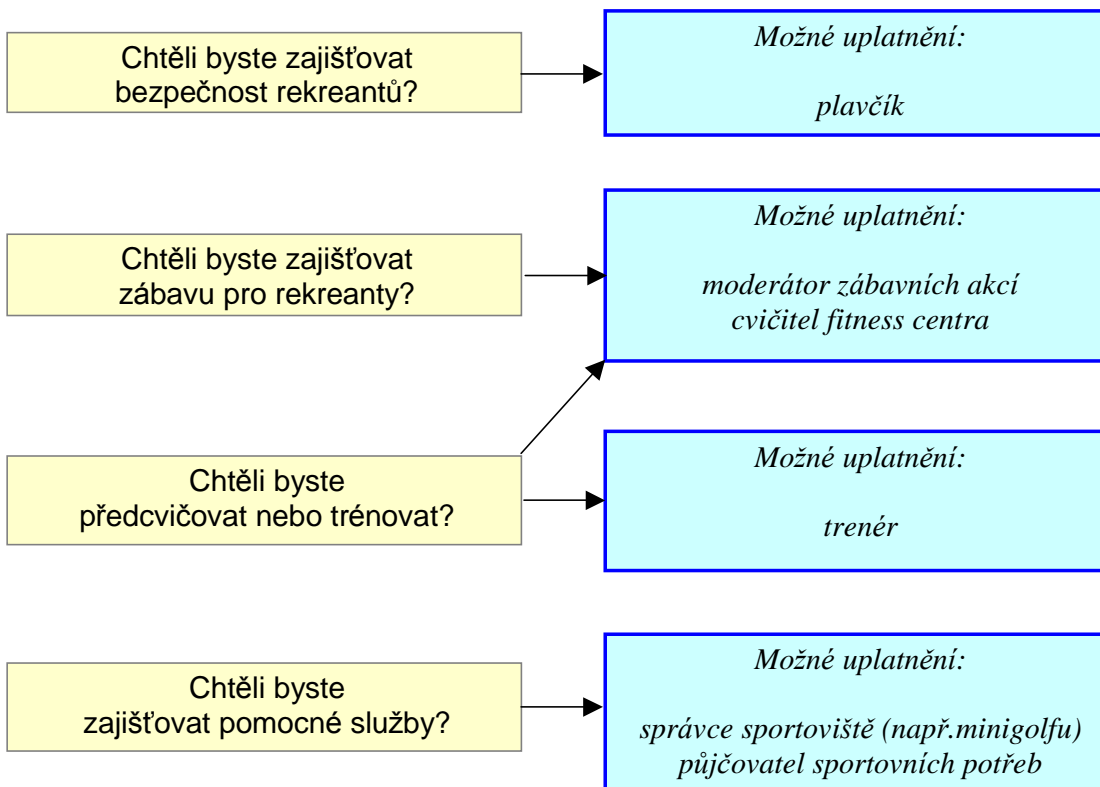 Chtěli byste zajišťovat
bezpečnost rekreantů?
Možné uplatnění:
plavčík
Chtěli byste zajišťovat
zábavu pro rekreanty?
Možné uplatnění:
moderátor zábavních akcí
cvičitel fitness centra
Chtěli byste
předcvičovat nebo trénovat?
Možné uplatnění:
trenér
Chtěli byste
zajišťovat pomocné služby?
Možné uplatnění:
správce sportoviště (např.minigolfu)
půjčovatel sportovních potřeb